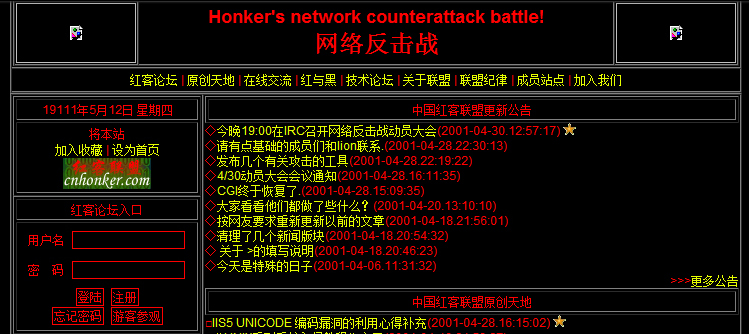 Honker's network counterattack battle!
网络反击战
红客论坛 | 原创天地 | 在线交流 | 红与黑 | 技术论坛 | 关于联盟 | 联盟纪律 | 成员站点 | 加入我们
19111年5月12日 星期四
将本站
加入收藏 | 设为首页
红客联盟
cnhonker.com
红客论坛入口
用户名
密 码
登陆 注册
忘记密码 游客参观
中国红客联盟更新公告
◇今晚19:00在IRC召开网络反击战动员大会(2001-04-30.12:57:17)
◇请有点基础的成员们和lion联系.(2001-04-28.22:30:13)
◇发布几个有关攻击的工具(2001-04-28.22:19:22)
◇4/30动员大会会议通知(2001-04-28.16:11:35)
◇CGI终于恢复了.(2001-04-28.15:09:35)
◇大家看看他们都做了些什么?(2001-04-20.13:10:10)
◇按网友要求重新更新以前的文章(2001-04-18.21:56:01)
◇清理了几个新闻版块(2001-04-18.20:54:32)
◇ 关于 >的填写说明(2001-04-18.20:46:23)
◇今天是特殊的日子(2001-04-06.11:31:32)
>>>更多公告
中国红客联盟原创天地
□IIS5 UNICODE 编码漏洞的利用心得补充(2001-04-28.16:15:02)